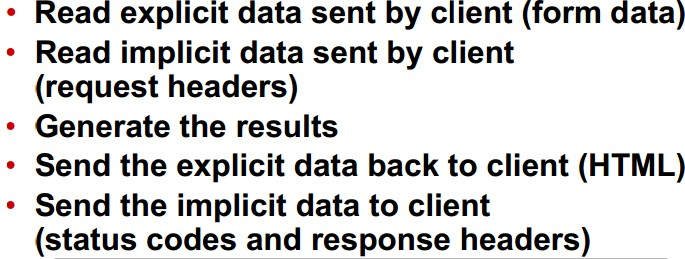 • Read explicit data sent by client (form data)
• Read implicit data sent by client
(request headers)
• Generate the results
• Send the explicit data back to client (HTML)
• Send the implicit data to client
(status codes and response headers)